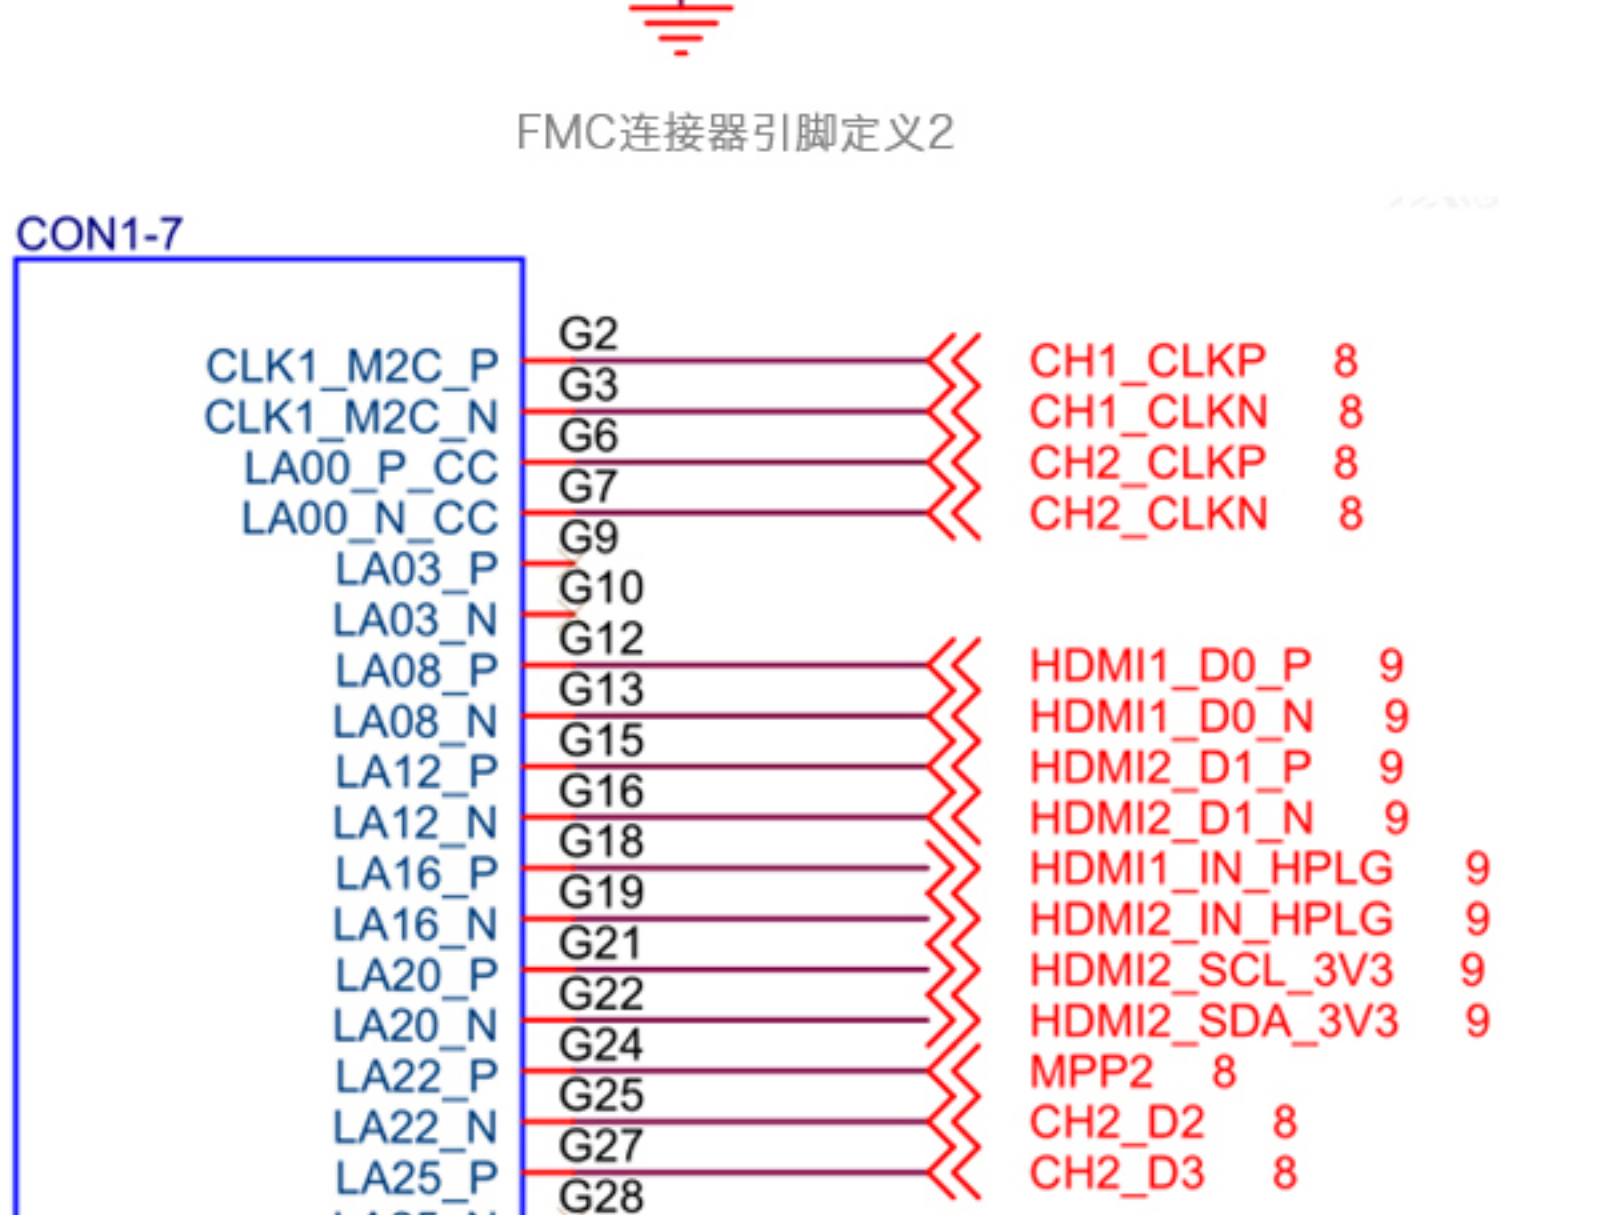 FMC连接器引脚定义2
CON1-7
G2
CLK1_M2C_P CH1_CLKP 8
G3
CLK1_M2C_N CH1_CLKN 8
G6
LA00_P_CC CH2_CLKP 8
G7
LA00_N_CC CH2_CLKN 8
G9
LA03_P
G10
LA03_N
G12
LA08_P HDMI1_D0_P 9
G13
LA08_N HDMI1_D0_N 9
G15
LA12_P HDMI2_D1_P 9
G16
LA12_N HDMI2_D1_N 9
G18
LA16_P HDMI1_IN_HPLG 9
G19
LA16_N HDMI2_IN_HPLG 9
G21
LA20_P HDMI2_SCL_3V3 9
G22
LA20_N HDMI2_SDA_3V3 9
G24
LA22_P MPP2 8
G25
LA22_N CH2_D2 8
G27
LA25_P CH2_D3 8
G28